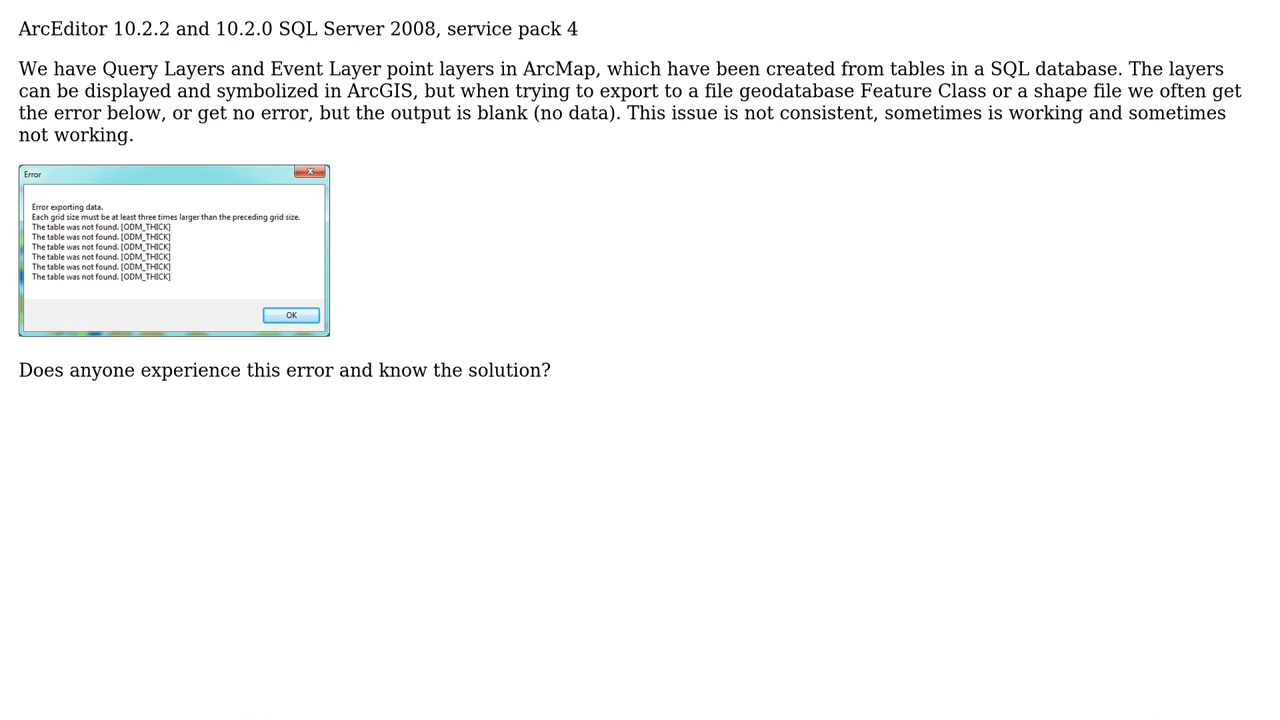 ArcEditor 10.2.2 and 10.2.0 SQL Server 2008, service pack 4
We have Query Layers and Event Layer point layers in ArcMap, which have been created from tables in a SQL database. The layers
can be displayed and symbolized in ArcGIS, but when trying to export to a file geodatabase Feature Class or a shape file we often get
the error below, or get no error, but the output is blank (no data). This issue is not consistent, sometimes is working and sometimes
not working.
Error
Error exporting data.
Each grid size must be at least three times larger than the preceding grid size.
The table was not found. [ODM_THICK]
The table was not found. [ODM_THICK]
The table was not found. [ODM_THICK]
The table was not found. [ODM_THICK]
The table was not found. [ODM_THICK]
The table was not found. [ODM_THICK]
OK
Does anyone experience this error and know the solution?